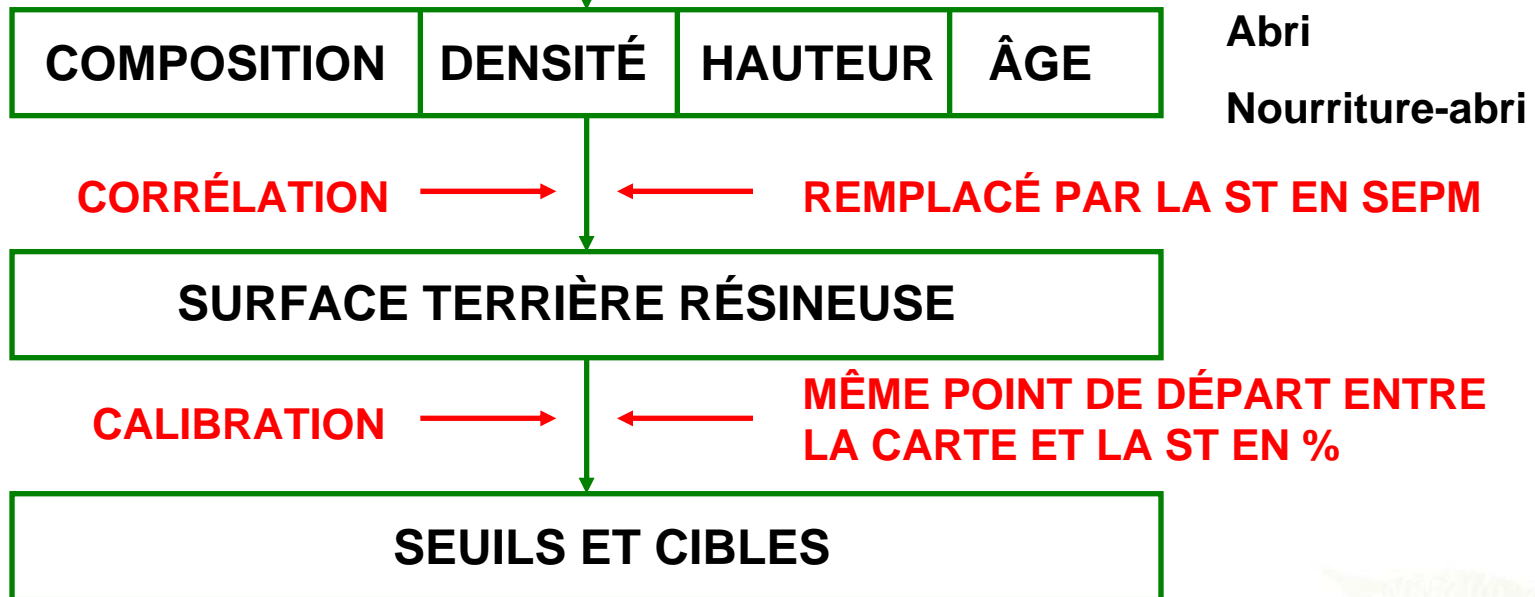 COMPOSITION DENSITÉ HAUTEUR ÂGE
Abri
Nourriture-abri
CORRÉLATION
REMPLACÉ PAR LA ST EN SEPM
SURFACE TERRIÈRE RÉSINEUSE
CALIBRATION
MÊME POINT DE DÉPART ENTRE
LA CARTE ET LA ST EN %
SEUILS ET CIBLES